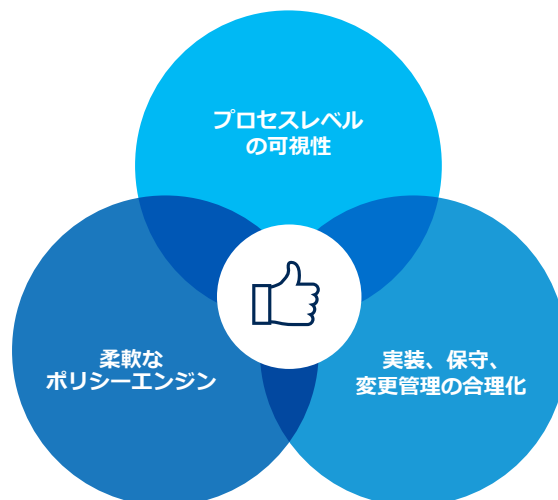 プロセスレベル
の可視性
柔軟な
ポリシーエンジン
実装、保守、
変更管理の合理化